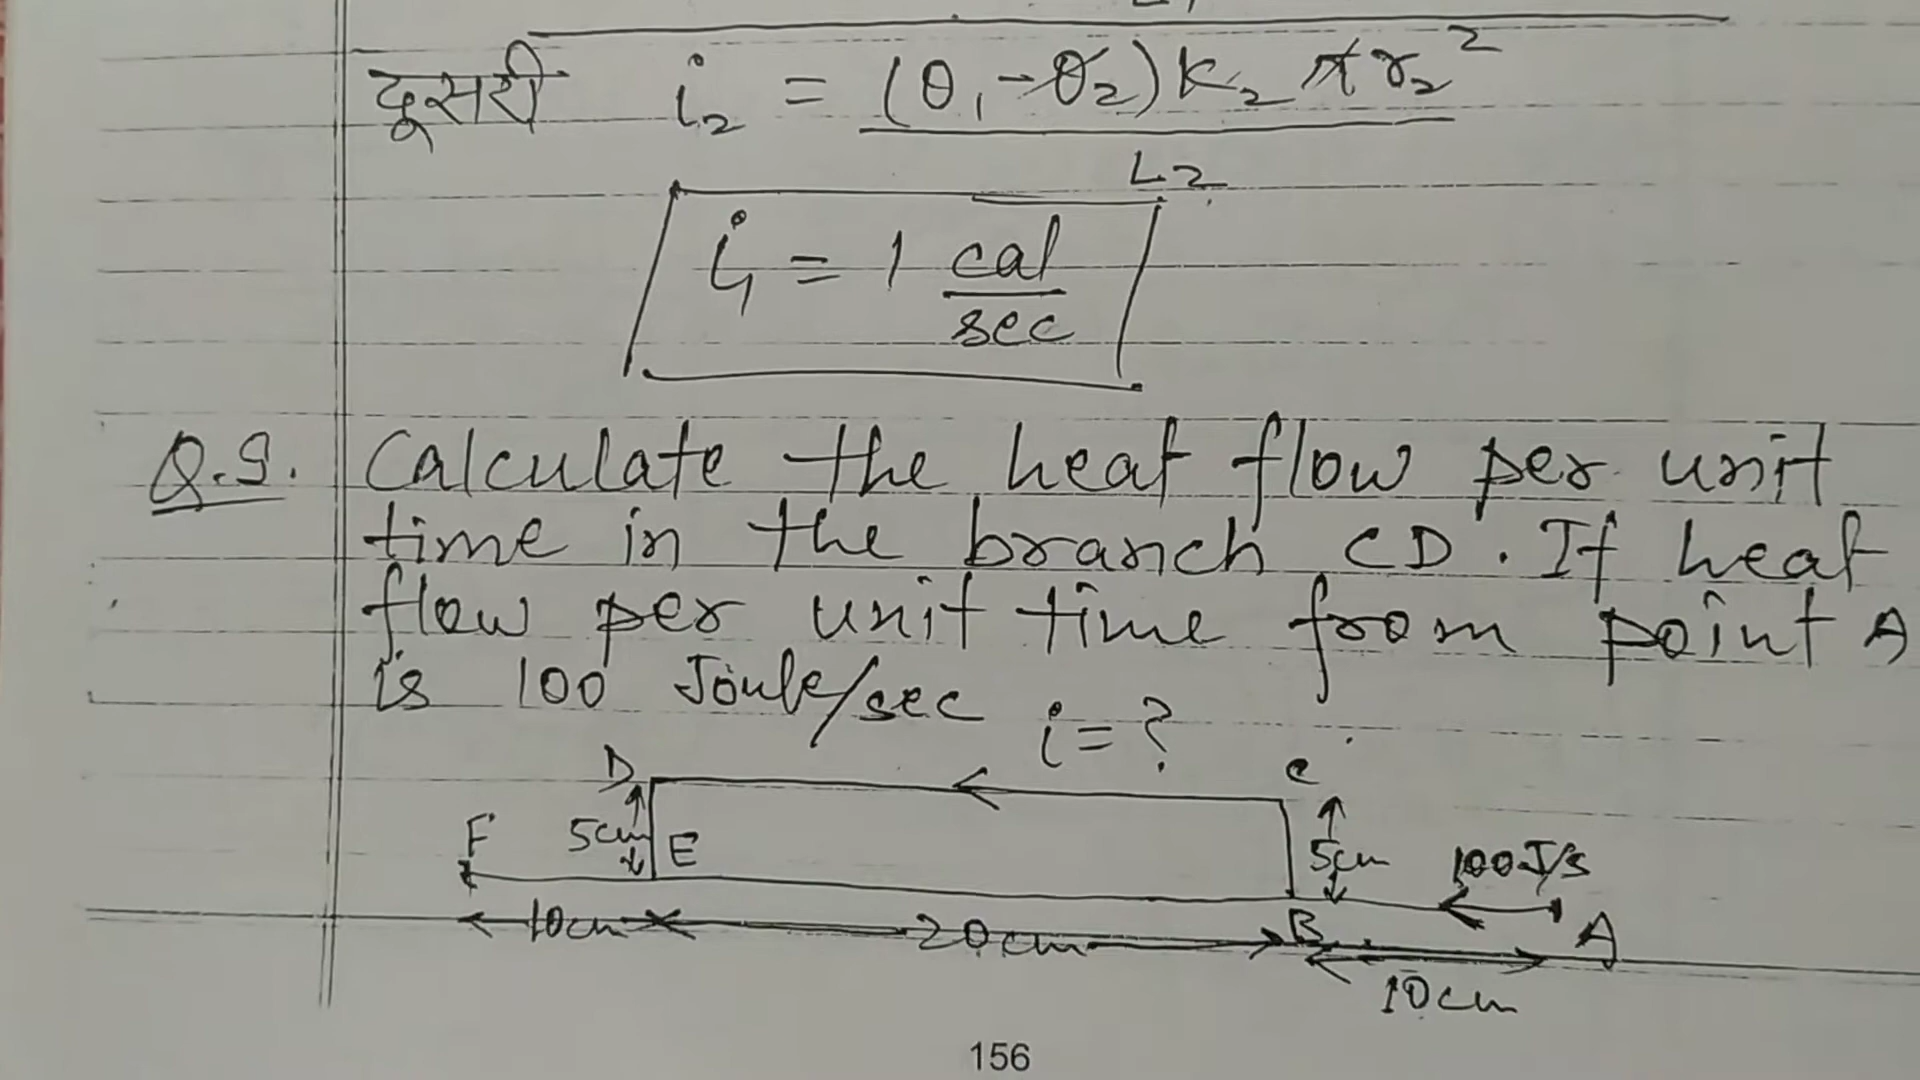 दूसरी i₂ = (θ₁-θ₂)K₂ πr₂²
L₂
i₁ = 1 cal
sec
Q.9. Calculate the heat flow per unit
time in the branch CD. If heat
flow per unit time from point A
is 100 Joule/sec i=?
D C
F 5cm E 5cm 100J/s
10cm 20cm B A
10cm
156